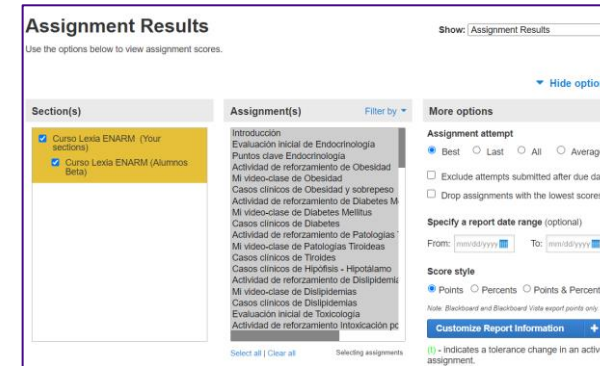 Assignment Results
Show: Assignment Results
Use the options below to view assignment scores.
Hide optio
Section(s)
Curso Lexia ENARM (Your
sections)
Curso Lexia ENARM (Alumnos
Beta)
Assignment(s)
Filter by
Introducción
Evaluación inicial de Endocrinología
Puntos clave Endocrinología
Actividad de reforzamiento de Obesidad
Mi video-clase de Obesidad
Casos clínicos de Obesidad y sobrepeso
Actividad de reforzamiento de Diabetes M
Mi video-clase de Diabetes Mellitus
Casos clínicos de Diabetes
Actividad de reforzamiento de Patologías
Mi video-clase de Patologías Tiroideas
Casos clínicos de Tiroides
Casos clínicos de Hipófisis - Hipotálamo
Actividad de reforzamiento de Dislipidemia
Mi video-clase de Dislipidemias
Casos clínicos de Dislipidemias
Evaluación inicial de Toxicología
Actividad de reforzamiento Intoxicación po
Select all | Clear all
Selecting assignments
More options
Assignment attempt
Best Last All Average
Exclude attempts submitted after due da
Drop assignments with the lowest scores
Specify a report date range (optional)
From: mm/dd/yyyy To: mm/dd/yyyy
Score style
Points Percents Points & Percent
Note: Blackboard and Blackboard Vista export points only.
Customize Report Information +
(t) - indicates a tolerance change in an activ
assignment.